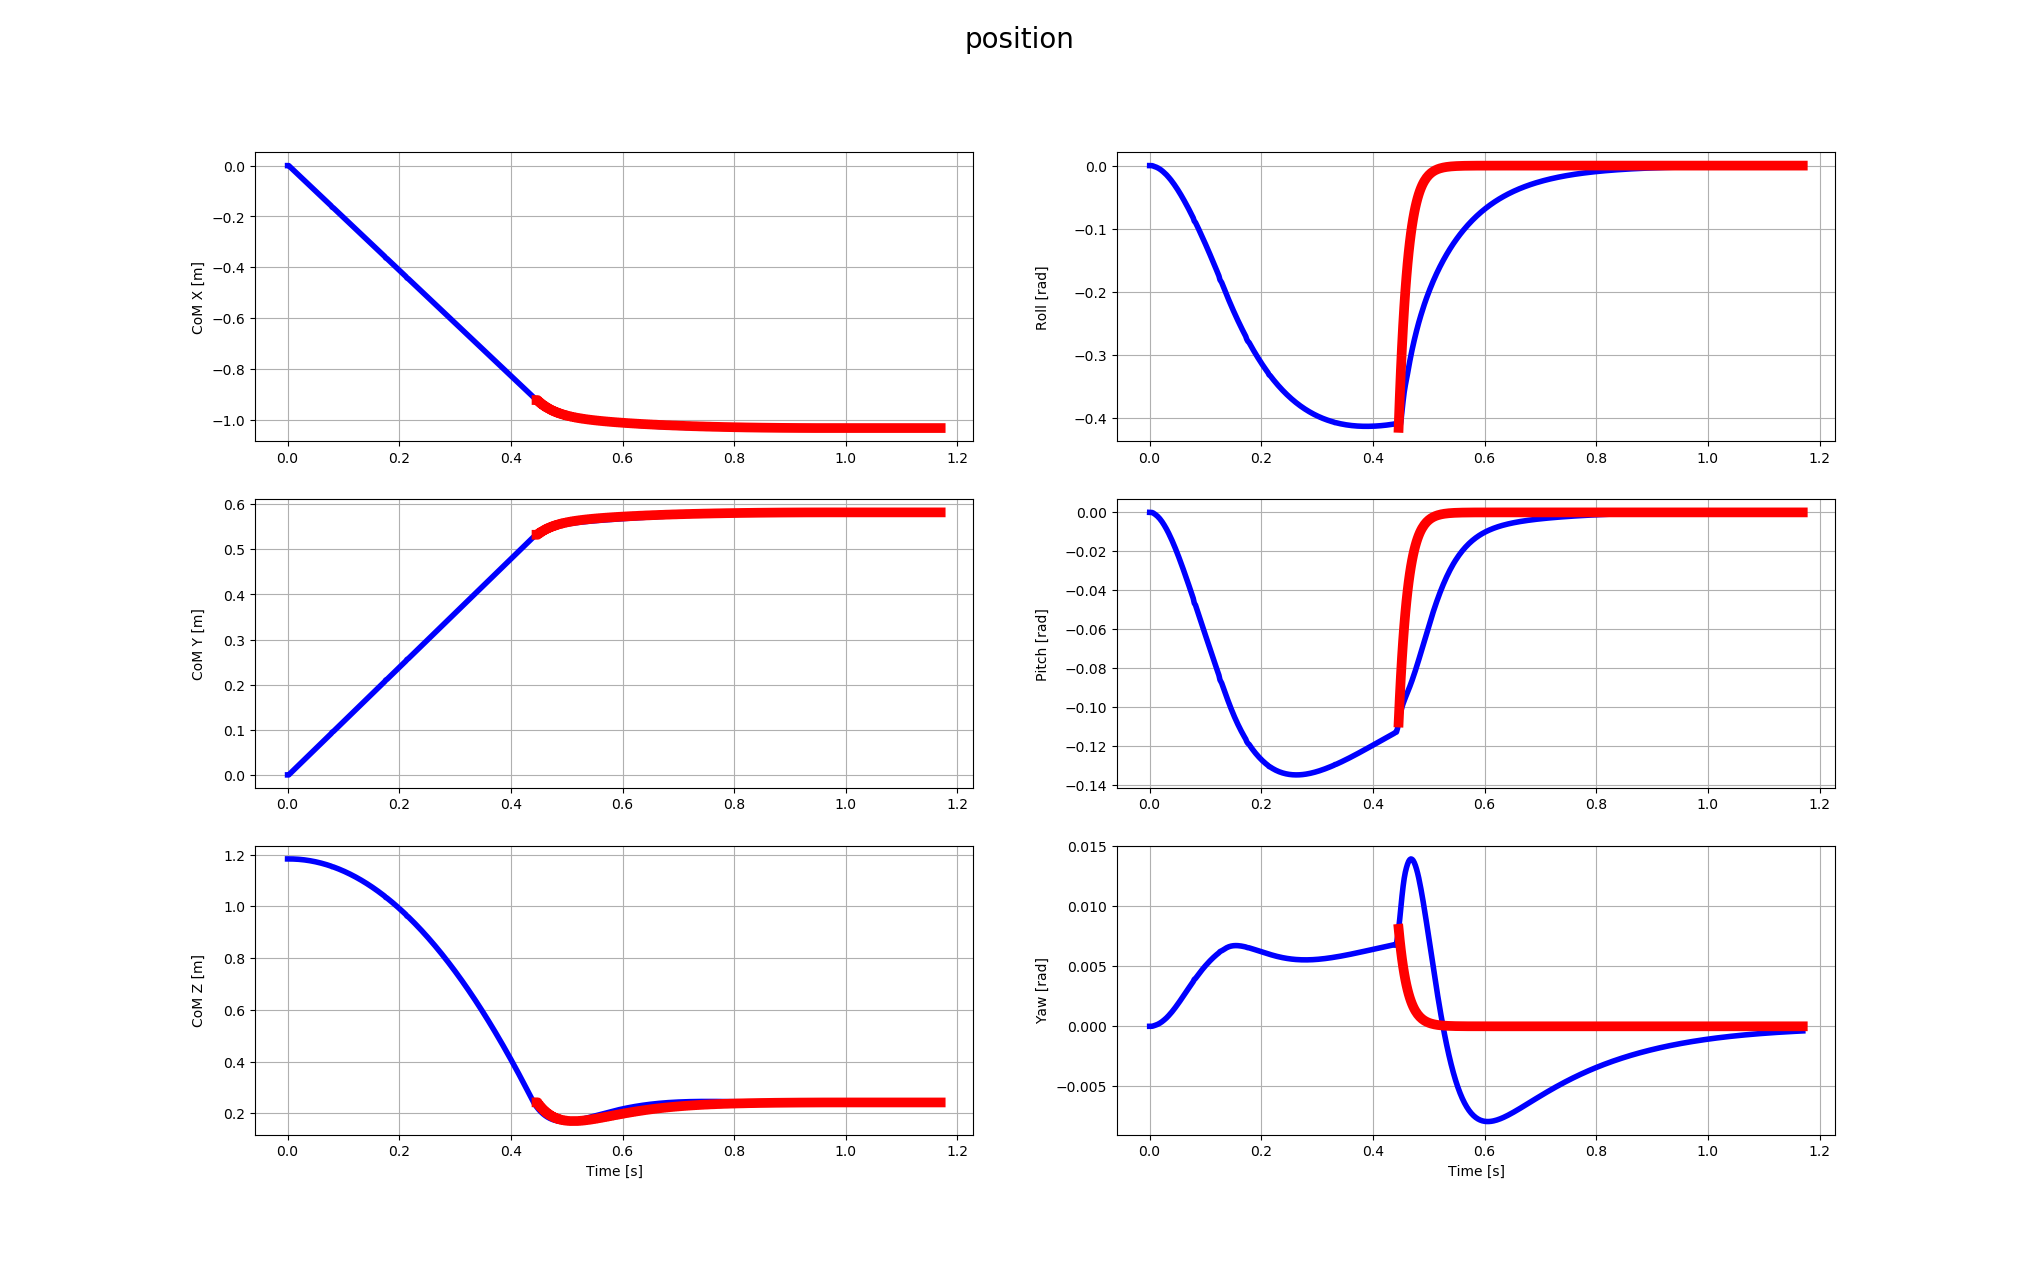 position
0.0
−0.2
−0.4
−0.6
−0.8
−1.0
CoM X [m]
0.0 0.2 0.4 0.6 0.8 1.0 1.2
0.0
−0.1
−0.2
−0.3
−0.4
Roll [rad]
0.0 0.2 0.4 0.6 0.8 1.0 1.2
0.6
0.5
0.4
0.3
0.2
0.1
0.0
CoM Y [m]
0.0 0.2 0.4 0.6 0.8 1.0 1.2
0.00
−0.02
−0.04
−0.06
−0.08
−0.10
−0.12
−0.14
Pitch [rad]
0.0 0.2 0.4 0.6 0.8 1.0 1.2
1.2
1.0
0.8
0.6
0.4
0.2
CoM Z [m]
0.0 0.2 0.4 0.6 0.8 1.0 1.2
Time [s]
0.015
0.010
0.005
0.000
−0.005
Yaw [rad]
0.0 0.2 0.4 0.6 0.8 1.0 1.2
Time [s]